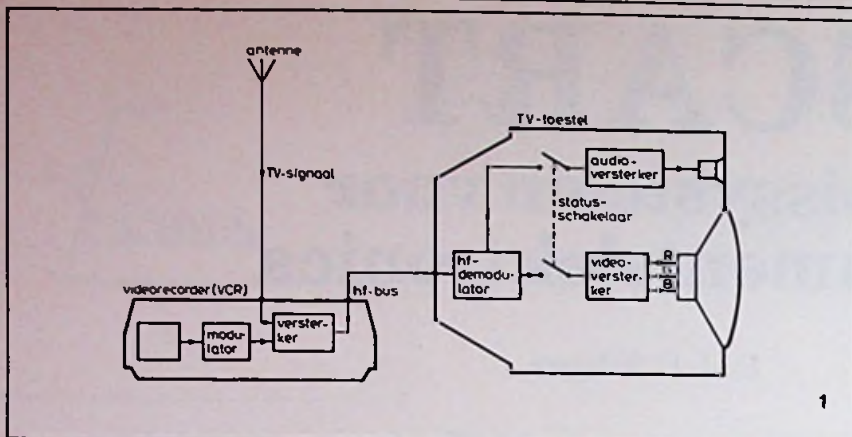 antenne
TV-signaal
videorecorder (VCR)
modu-
lator
verster-
ker
hf-bus
TV-toestel
hf-
demodu-
lator
status-
schakelaar
audio-
versterker
video-
verster-
ker
R
G
B
1